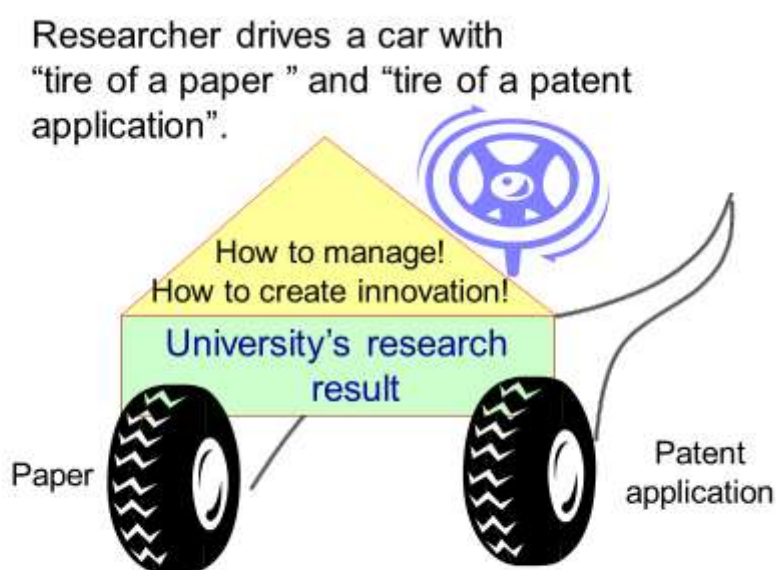 Researcher drives a car with
“tire of a paper ” and “tire of a patent
application”.
How to manage!
How to create innovation!
University’s research
result
Paper
Patent
application